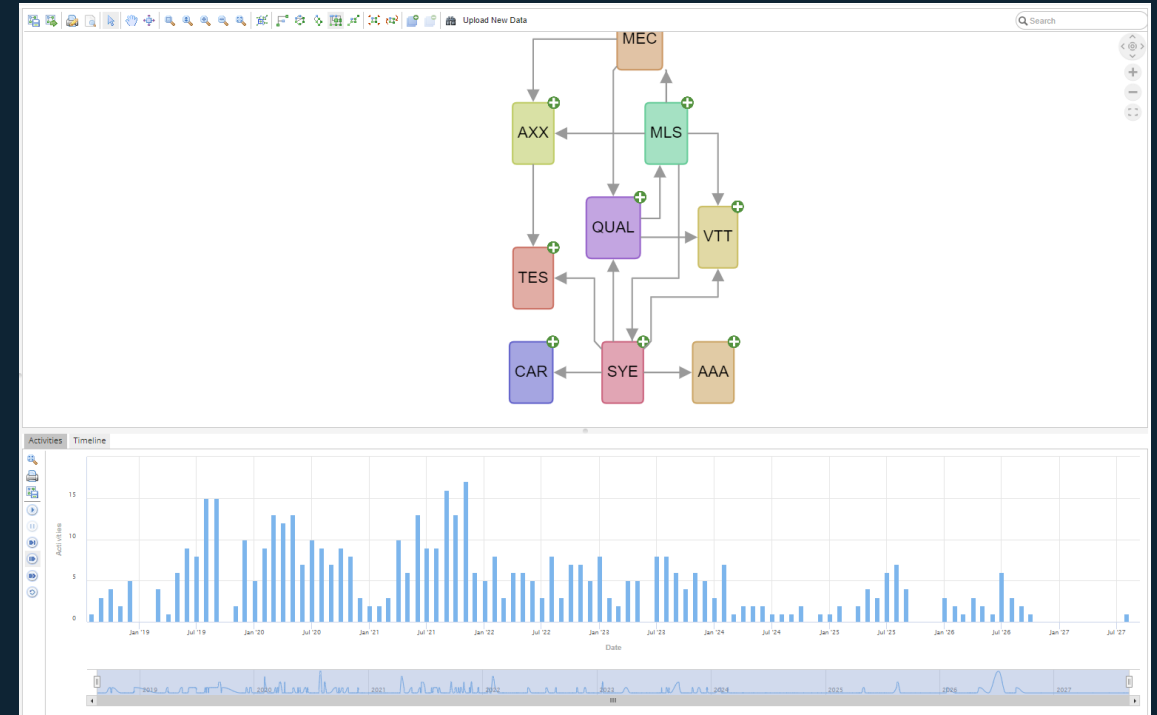 Upload New Data
Search
MEC
AXX
MLS
QUAL
VTT
TES
CAR
SYE
AAA
Activities Timeline
15
10
5
0
Activities
Jan '19 Jul '19 Jan '20 Jul '20 Jan '21 Jul '21 Jan '22 Jul '22 Jan '23 Jul '23 Jan '24 Jul '24 Jan '25 Jul '25 Jan '26 Jul '26 Jan '27 Jul '27
Date
2019 2020 2021 2022 2023 2024 2025 2026 2027